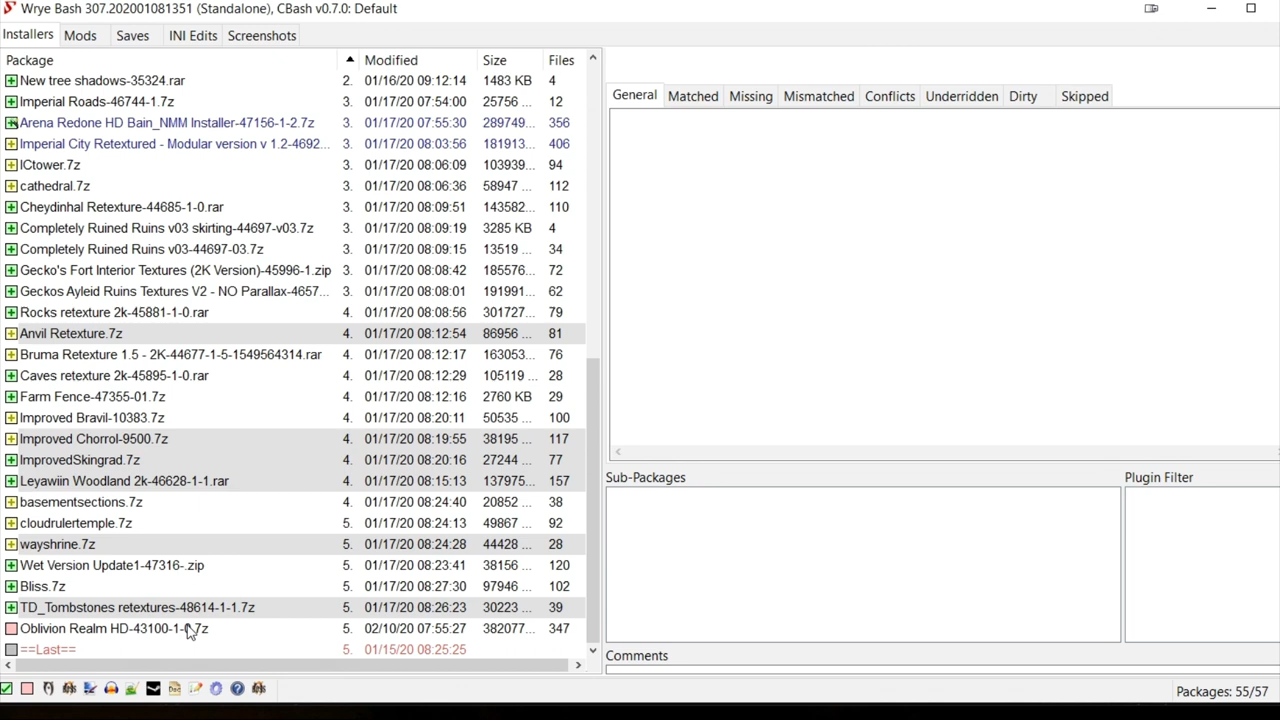 Wrye Bash 307.202001081351 (Standalone), CBash v0.7.0: Default
Installers Mods Saves INI Edits Screenshots
Package Modified Size Files
New tree shadows-35324.rar 2. 01/16/20 09:12:14 1483 KB 4
Imperial Roads-46744-1.7z 3. 01/17/20 07:54:00 25756 ... 12
Arena Redone HD Bain_NMM Installer-47156-1-2.7z 3. 01/17/20 07:55:30 289749... 356
Imperial City Retextured - Modular version v 1.2-4692... 3. 01/17/20 08:03:56 181913... 406
ICtower.7z 3. 01/17/20 08:06:09 103939... 94
cathedral.7z 3. 01/17/20 08:06:36 58947 ... 112
Cheydinhal Retexture-44685-1-0.rar 3. 01/17/20 08:09:51 143582... 110
Completely Ruined Ruins v03 skirting-44697-v03.7z 3. 01/17/20 08:09:19 3285 KB 4
Completely Ruined Ruins v03-44697-03.7z 3. 01/17/20 08:09:15 13519 ... 34
Gecko's Fort Interior Textures (2K Version)-45996-1.zip 3. 01/17/20 08:08:42 185576... 72
Geckos Ayleid Ruins Textures V2 - NO Parallax-4657... 3. 01/17/20 08:08:01 191991... 62
Rocks retexture 2k-45881-1-0.rar 4. 01/17/20 08:08:56 301727... 79
Anvil Retexture.7z 4. 01/17/20 08:12:54 86956 ... 81
Bruma Retexture 1.5 - 2K-44677-1-5-1549564314.rar 4. 01/17/20 08:12:17 163053... 76
Caves retexture 2k-45895-1-0.rar 4. 01/17/20 08:12:29 105119 ... 28
Farm Fence-47355-01.7z 4. 01/17/20 08:12:16 2760 KB 29
Improved Bravil-10383.7z 4. 01/17/20 08:20:11 50535 ... 100
Improved Chorrol-9500.7z 4. 01/17/20 08:19:55 38195 ... 117
ImprovedSkingrad.7z 4. 01/17/20 08:20:16 27244 ... 77
Leyawiin Woodland 2k-46628-1-1.rar 4. 01/17/20 08:15:13 137975... 157
basementsections.7z 4. 01/17/20 08:24:40 20852 ... 38
cloudrulertemple.7z 5. 01/17/20 08:24:13 49867 ... 92
wayshrine.7z 5. 01/17/20 08:24:28 44428 ... 28
Wet Version Update1-47316-.zip 5. 01/17/20 08:23:41 38156 ... 120
Bliss.7z 5. 01/17/20 08:27:30 97946 ... 102
TD_Tombstones retextures-48614-1-1.7z 5. 01/17/20 08:26:23 30223 ... 39
Oblivion Realm HD-43100-1-0.7z 5. 02/10/20 07:55:27 382077... 347
==Last== 5. 01/15/20 08:25:25
General Matched Missing Mismatched Conflicts Underridden Dirty Skipped
Sub-Packages Plugin Filter
Comments
Packages: 55/57